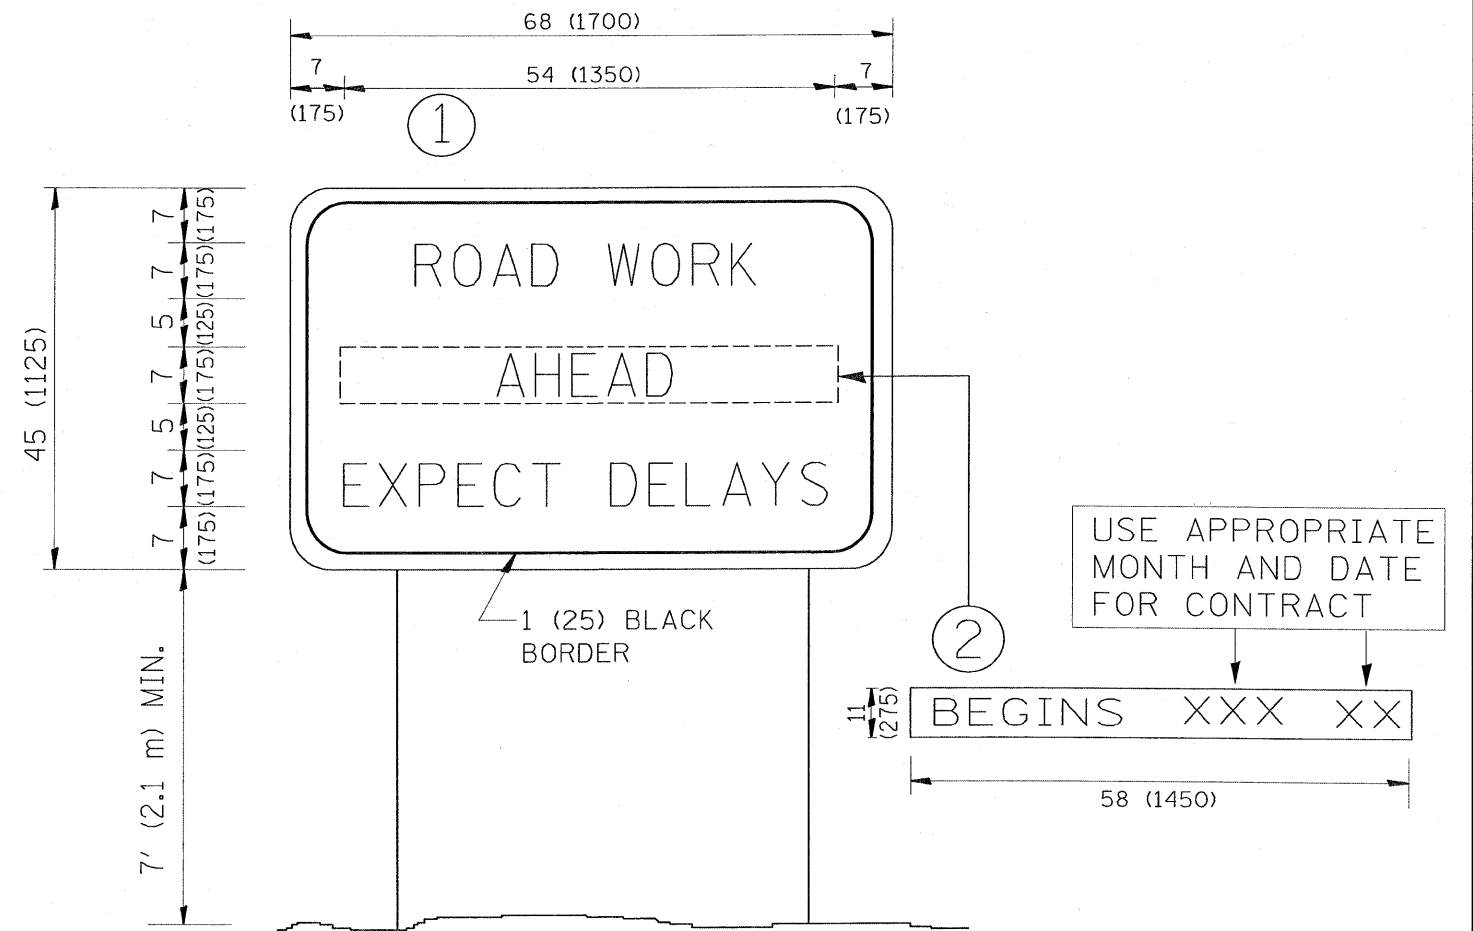 68 (1700)
7
54 (1350)
7
(175)
(175)
1
45 (1125)
7
(175)
7
(175)
5
(125)
7
(175)
5
(125)
7
(175)
7
(175)
ROAD WORK
AHEAD
EXPECT DELAYS
1 (25) BLACK
BORDER
7' (2.1 m) MIN.
2
USE APPROPRIATE
MONTH AND DATE
FOR CONTRACT
11
(275)
BEGINS XXX XX
58 (1450)